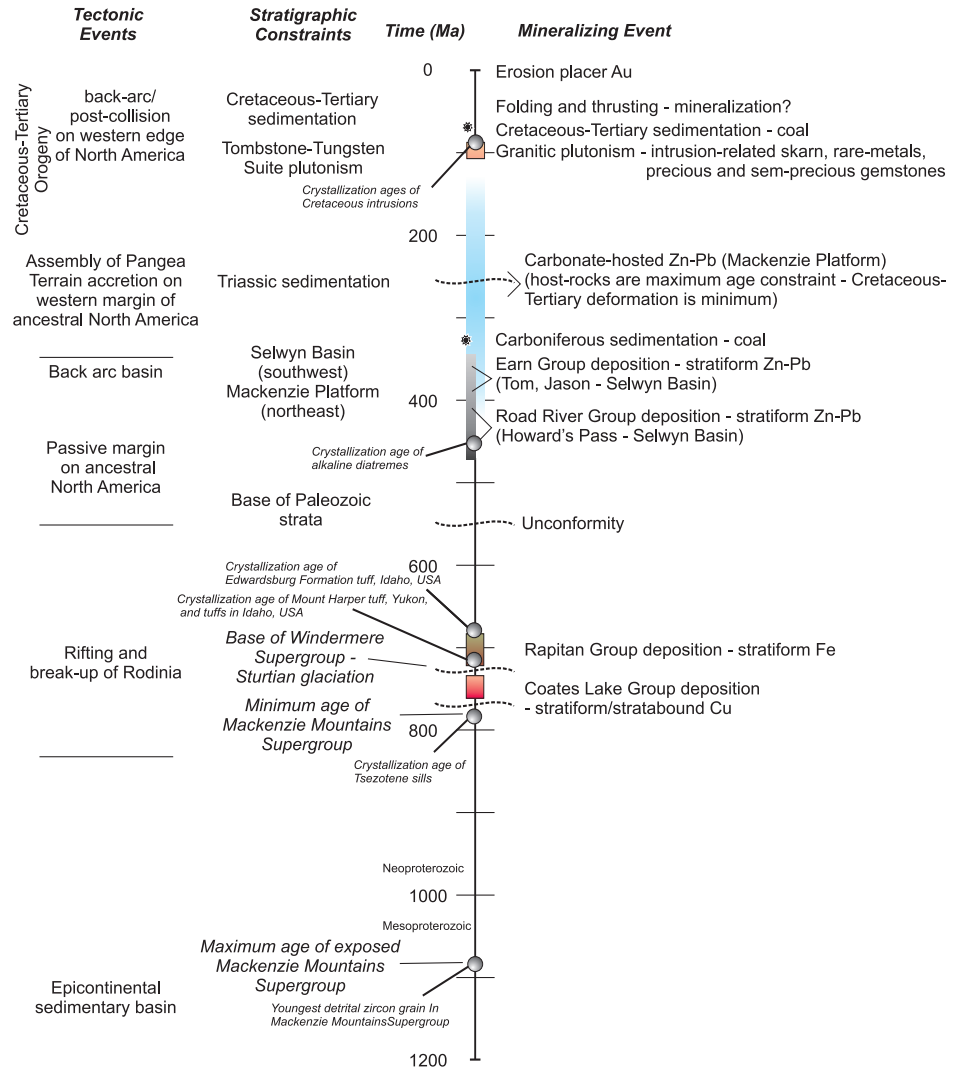 Tectonic
Events
Stratigraphic
Constraints
Time (Ma)
Mineralizing Event
Cretaceous-Tertiary
Orogeny
back-arc/
post-collision
on western edge
of North America
Cretaceous-Tertiary
sedimentation
Tombstone-Tungsten
Suite plutonism
Crystallization ages of
Cretaceous intrusions
0
Erosion placer Au
Folding and thrusting - mineralization?
Cretaceous-Tertiary sedimentation - coal
Granitic plutonism - intrusion-related skarn, rare-metals,
precious and sem-precious gemstones
200
Assembly of Pangea
Terrain accretion on
western margin of
ancestral North America
Triassic sedimentation
Carbonate-hosted Zn-Pb (Mackenzie Platform)
(host-rocks are maximum age constraint - Cretaceous-
Tertiary deformation is minimum)
Carboniferous sedimentation - coal
Back arc basin
Selwyn Basin
(southwest)
Mackenzie Platform
(northeast)
Earn Group deposition - stratiform Zn-Pb
(Tom, Jason - Selwyn Basin)
400
Road River Group deposition - stratiform Zn-Pb
(Howard's Pass - Selwyn Basin)
Passive margin
on ancestral
North America
Crystallization age of
alkaline diatremes
Base of Paleozoic
strata
Unconformity
600
Crystallization age of
Edwardsburg Formation tuff, Idaho, USA
Crystallization age of Mount Harper tuff, Yukon,
and tuffs in Idaho, USA
Rifting and
break-up of Rodinia
Base of Windermere
Supergroup -
Sturtian glaciation
Rapitan Group deposition - stratiform Fe
Coates Lake Group deposition
- stratiform/stratabound Cu
Minimum age of
Mackenzie Mountains
Supergroup
800
Crystallization age of
Tsezotene sills
Neoproterozoic
1000
Mesoproterozoic
Maximum age of exposed
Mackenzie Mountains
Supergroup
Epicontinental
sedimentary basin
Youngest detrital zircon grain In
Mackenzie MountainsSupergroup
1200